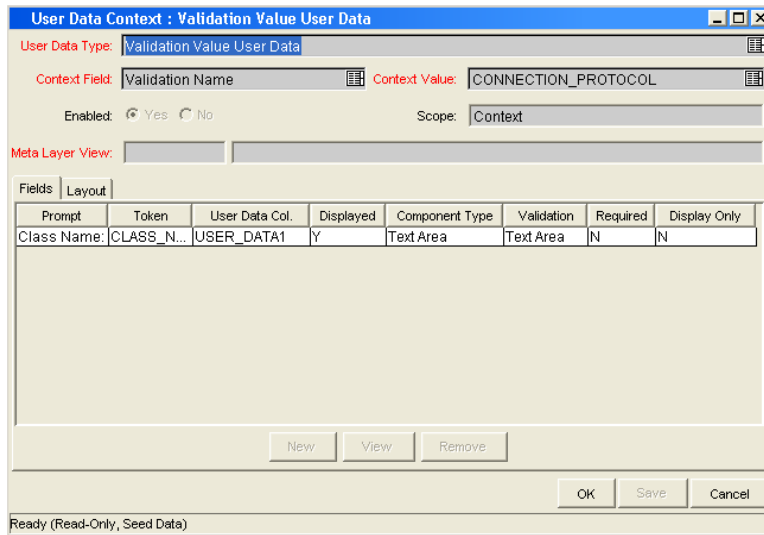 User Data Context : Validation Value User Data
User Data Type: Validation Value User Data
Context Field: Validation Name Context Value: CONNECTION_PROTOCOL
Enabled: Yes No Scope: Context
Meta Layer View:
Fields Layout
Prompt Token User Data Col. Displayed Component Type Validation Required Display Only
Class Name: CLASS_N... USER_DATA1 Y Text Area Text Area N N
New View Remove
OK Save Cancel
Ready (Read-Only, Seed Data)